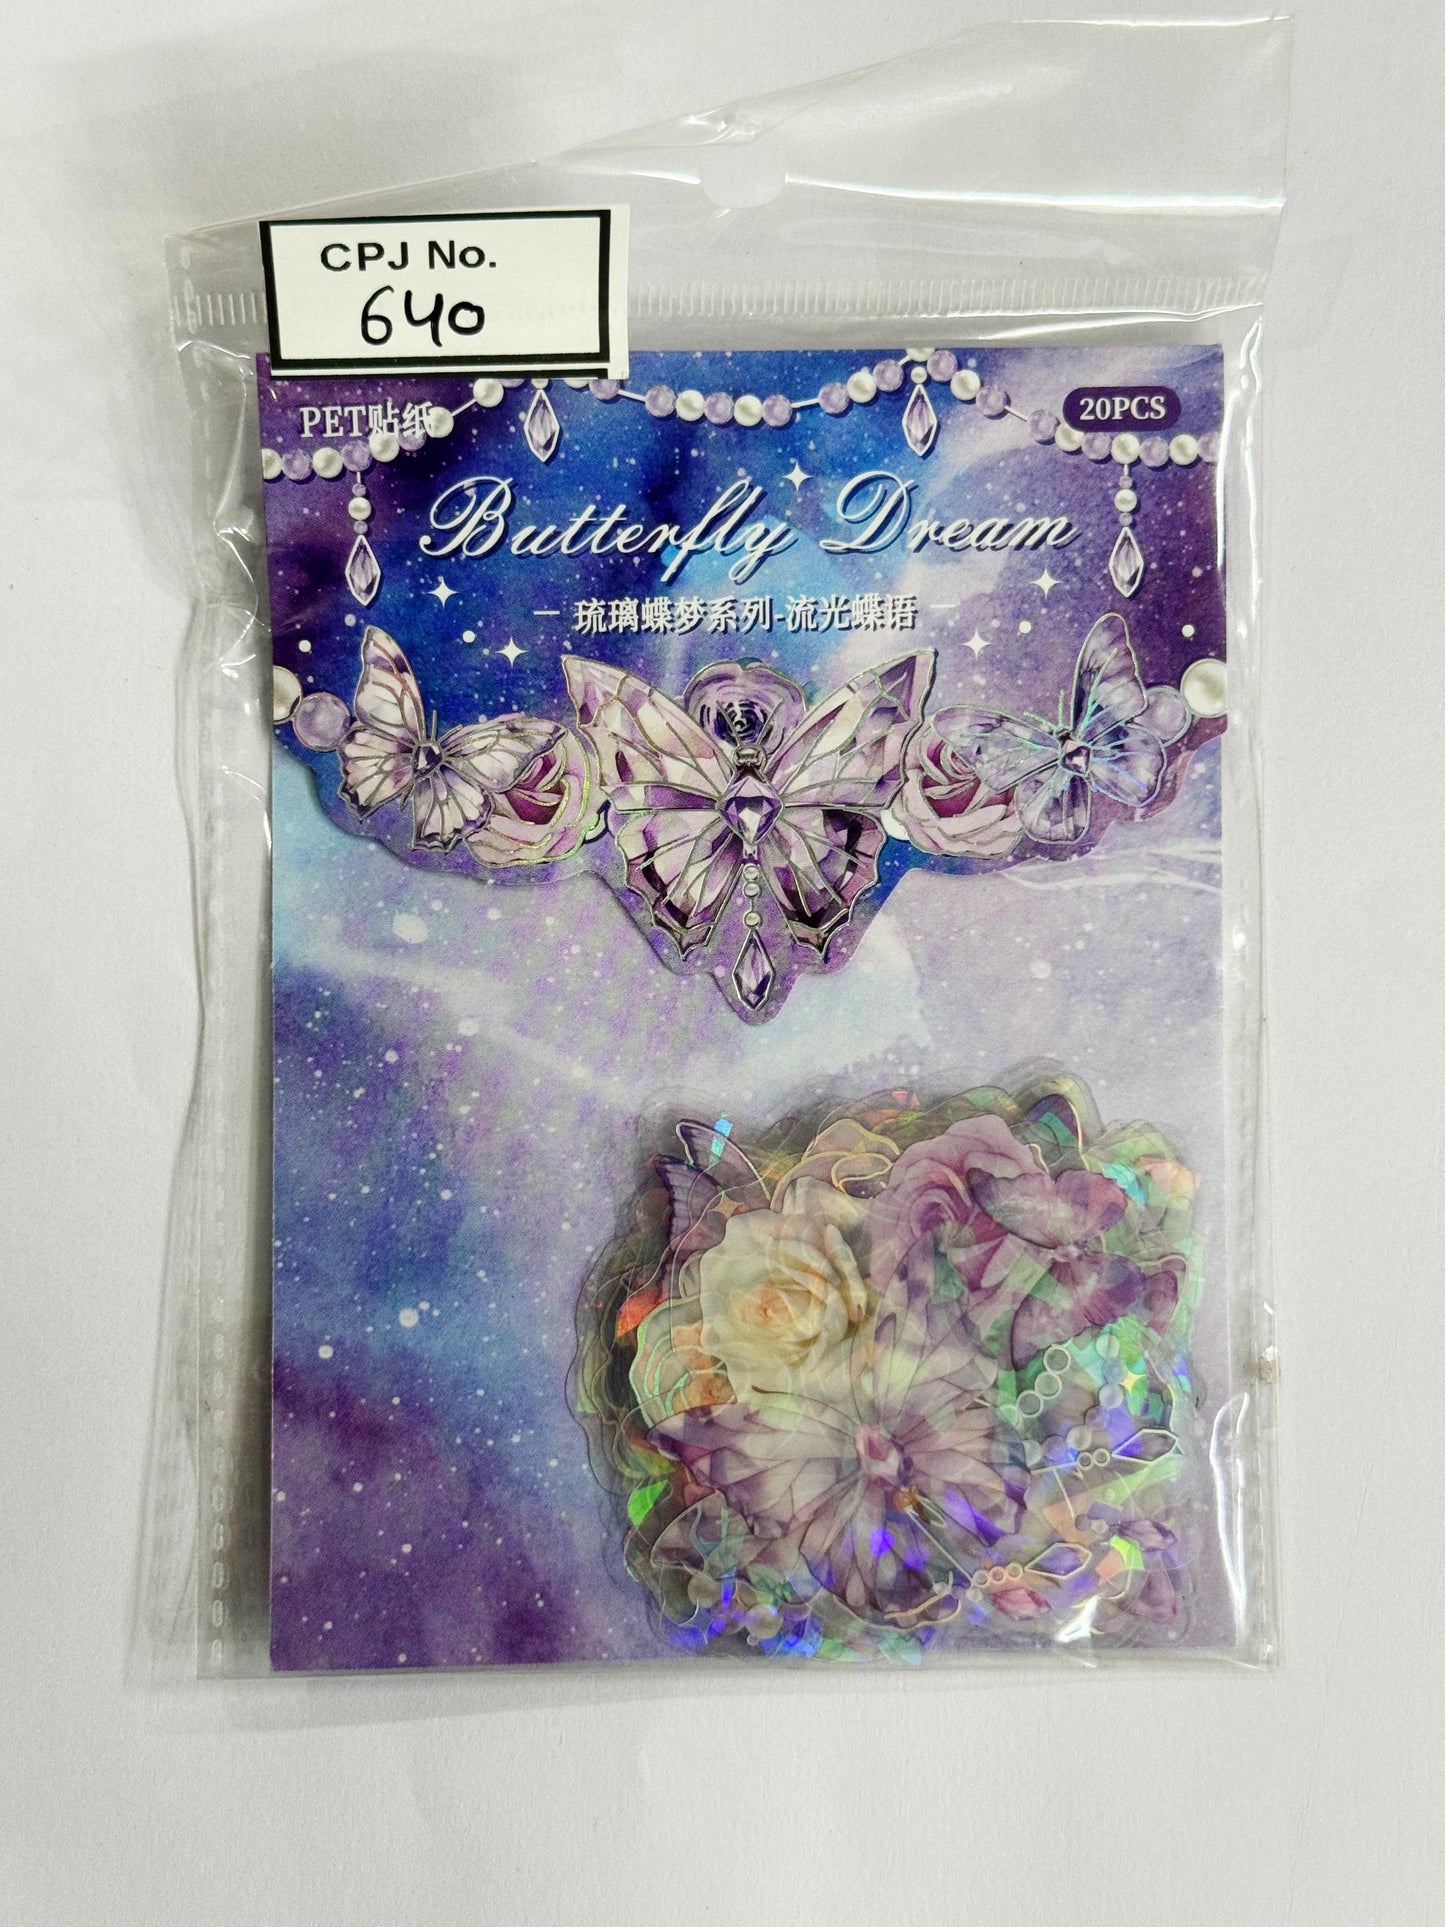 CPJ No.
640
PET贴纸
20PCS
Butterfly Dream
琉璃蝶梦系列-流光蝶语